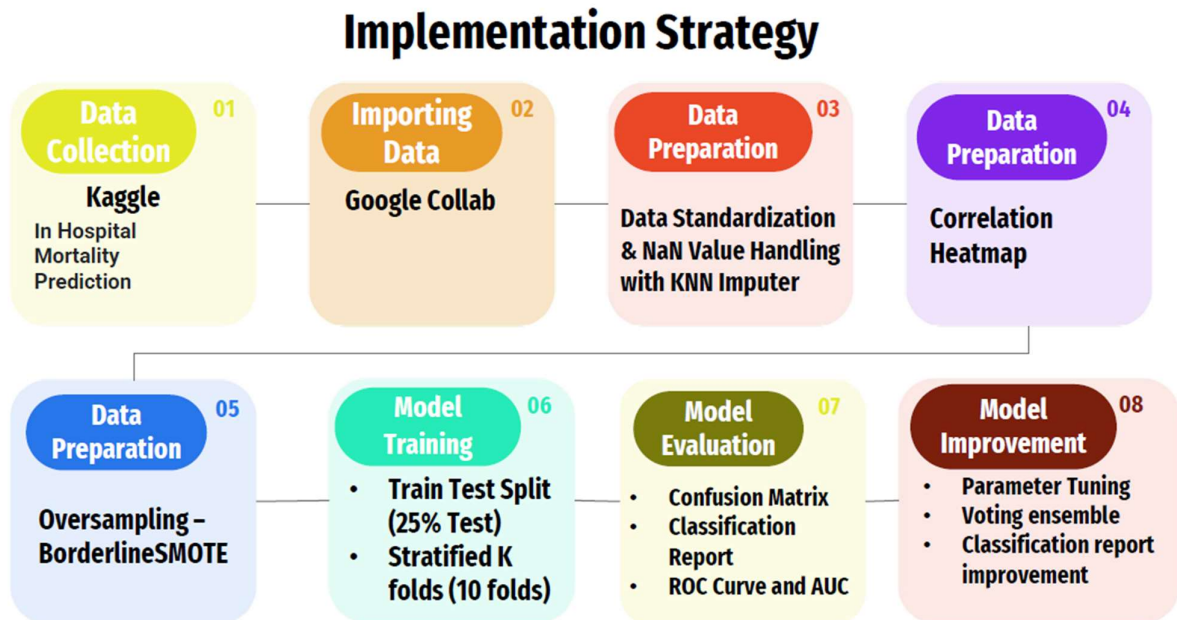 Implementation Strategy
Data
Collection
01
Kaggle
In Hospital
Mortality
Prediction
Importing
Data
02
Google Collab
Data
Preparation
03
Data Standardization
& NaN Value Handling
with KNN Imputer
Data
Preparation
04
Correlation
Heatmap
Data
Preparation
05
Oversampling –
BorderlineSMOTE
Model
Training
06
• Train Test Split
(25% Test)
• Stratified K
folds (10 folds)
Model
Evaluation
07
• Confusion Matrix
• Classification
Report
• ROC Curve and AUC
Model
Improvement
08
• Parameter Tuning
• Voting ensemble
• Classification report
improvement